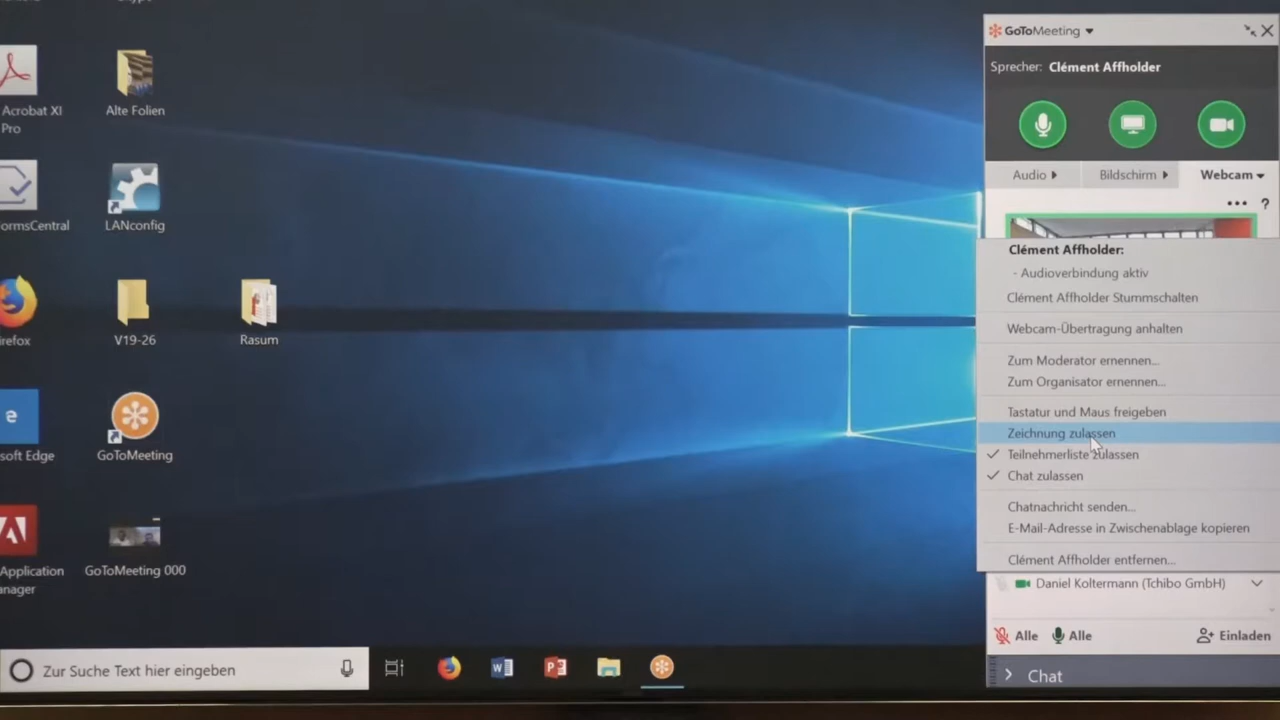 GoToMeeting
Sprecher: Clément Affholder
Acrobat XI
Pro
Alte Folien
Audio
Bildschirm
Webcam
?
ormsCentral
LANconfig
Clément Affholder:
- Audioverbindung aktiv
Clément Affholder Stummschalten
Webcam-Übertragung anhalten
irefox
V19-26
Rasum
Zum Moderator ernennen...
Zum Organisator ernennen...
Tastatur und Maus freigeben
Zeichnung zulassen
Teilnehmerliste zulassen
Chat zulassen
soft Edge
GoToMeeting
Chatnachricht senden...
E-Mail-Adresse in Zwischenablage kopieren
Clément Affholder entfernen...
Application
anager
GoToMeeting 000
Daniel Koltermann (Tchibo GmbH)
Alle
Alle
Einladen
Zur Suche Text hier eingeben
Chat